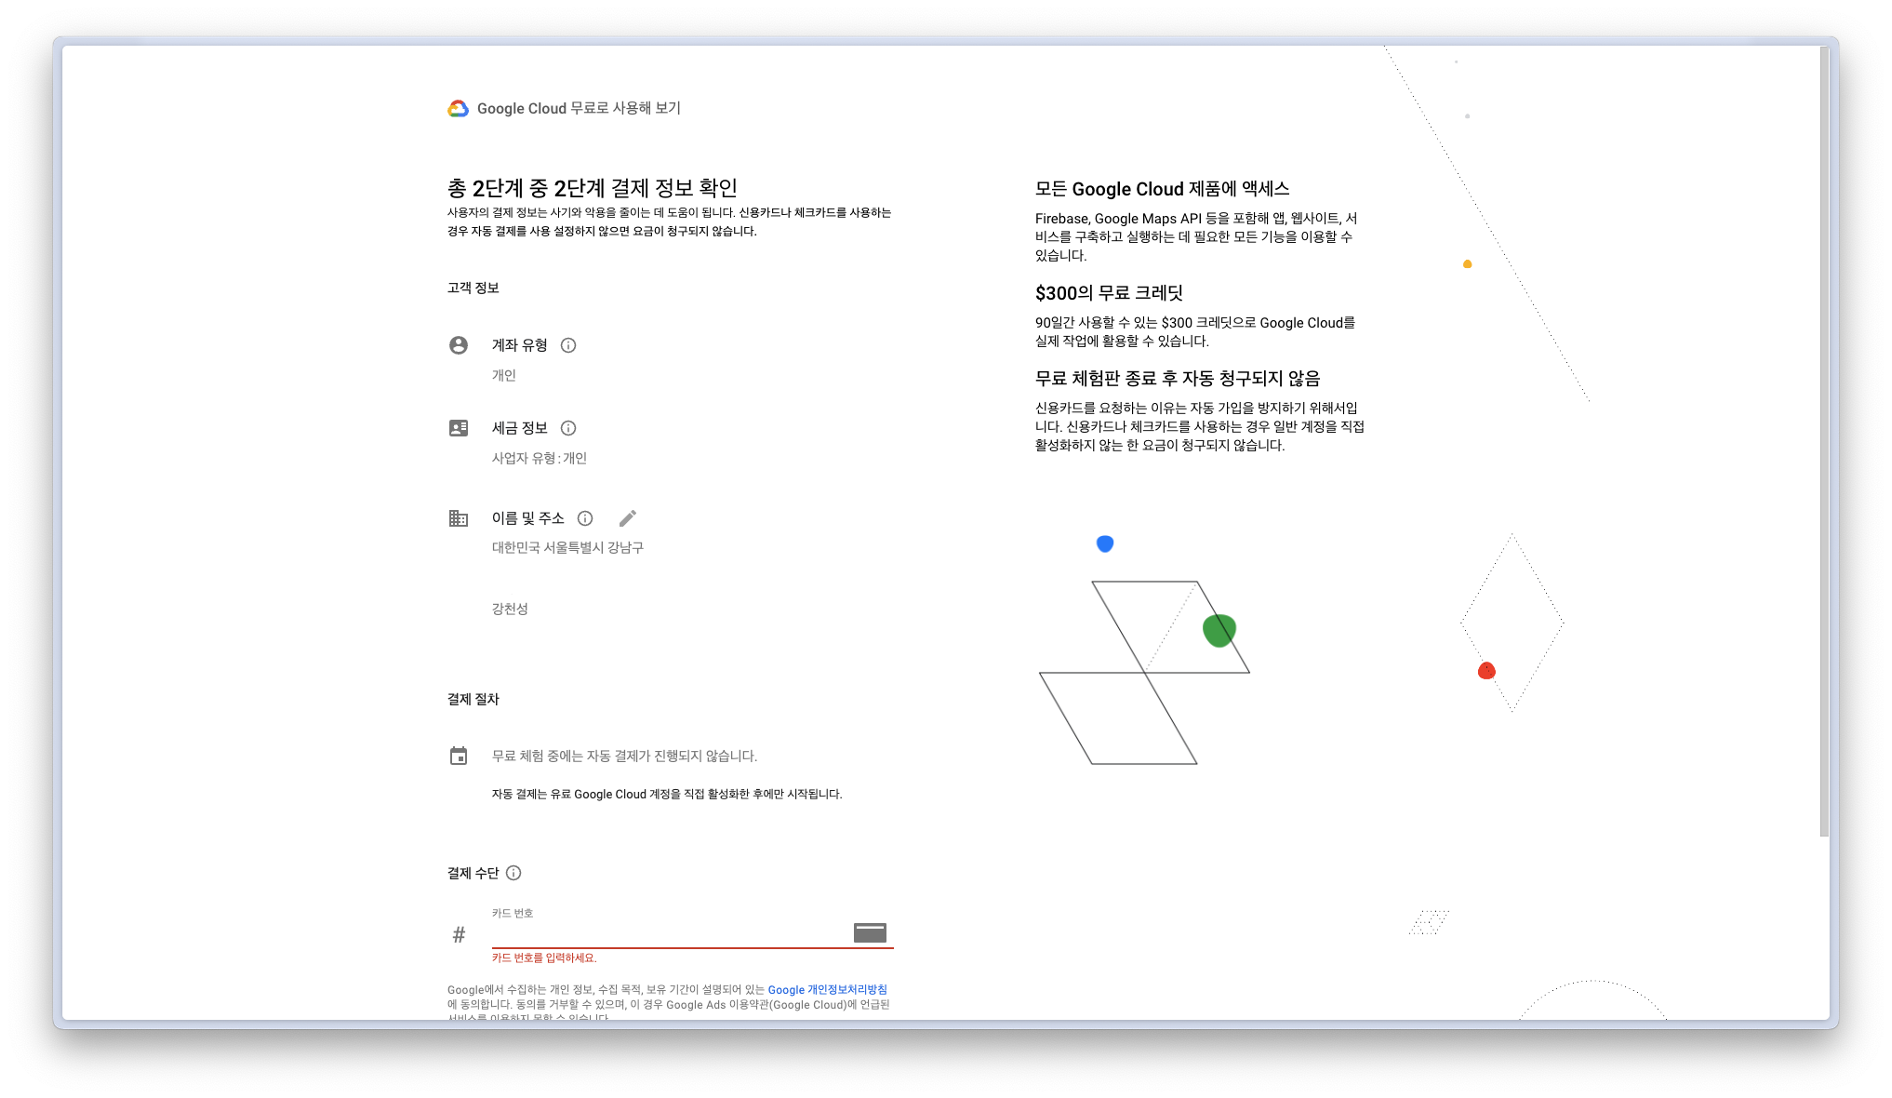 Google Cloud 무료로 사용해 보기
총 2단계 중 2단계 결제 정보 확인
사용자의 결제 정보는 사기와 악용을 줄이는 데 도움이 됩니다. 신용카드나 체크카드를 사용하는
경우 자동 결제를 사용 설정하지 않으면 요금이 청구되지 않습니다.
고객 정보
계좌 유형
개인
세금 정보
사업자 유형: 개인
이름 및 주소
대한민국 서울특별시 강남구
강천성
결제 절차
무료 체험 중에는 자동 결제가 진행되지 않습니다.
자동 결제는 유료 Google Cloud 계정을 직접 활성화한 후에만 시작됩니다.
결제 수단
#
카드 번호
카드 번호를 입력하세요.
Google에서 수집하는 개인 정보, 수집 목적, 보유 기간이 설명되어 있는 Google 개인정보처리방침
에 동의합니다. 동의를 거부할 수 있으며, 이 경우 Google Ads 이용약관(Google Cloud)에 언급된
서비스를 이용하지 못할 수 있습니다
모든 Google Cloud 제품에 액세스
Firebase, Google Maps API 등을 포함해 앱, 웹사이트, 서
비스를 구축하고 실행하는 데 필요한 모든 기능을 이용할 수
있습니다.
$300의 무료 크레딧
90일간 사용할 수 있는 $300 크레딧으로 Google Cloud를
실제 작업에 활용할 수 있습니다.
무료 체험판 종료 후 자동 청구되지 않음
신용카드를 요청하는 이유는 자동 가입을 방지하기 위해서입
니다. 신용카드나 체크카드를 사용하는 경우 일반 계정을 직접
활성화하지 않는 한 요금이 청구되지 않습니다.